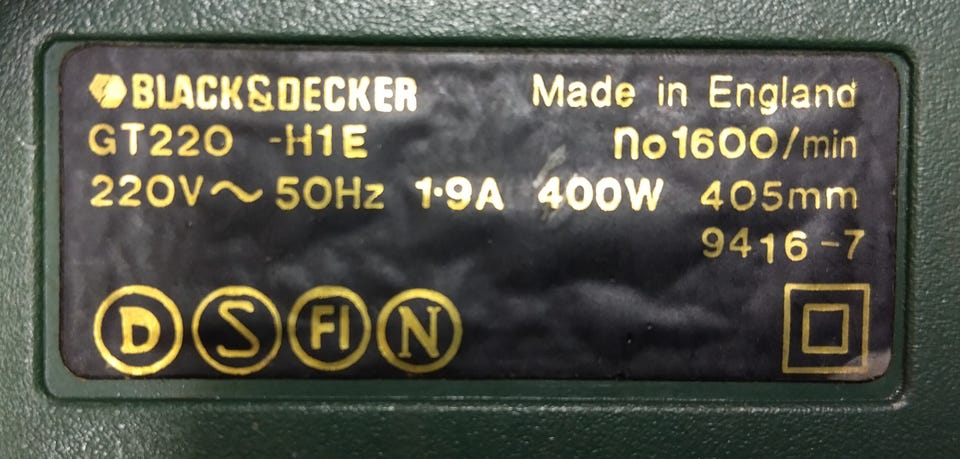 BLACK&DECKER Made in England
GT220 -H1E no1600/min
220V~50Hz 1·9A 400W 405mm
9416-7
D S FI N